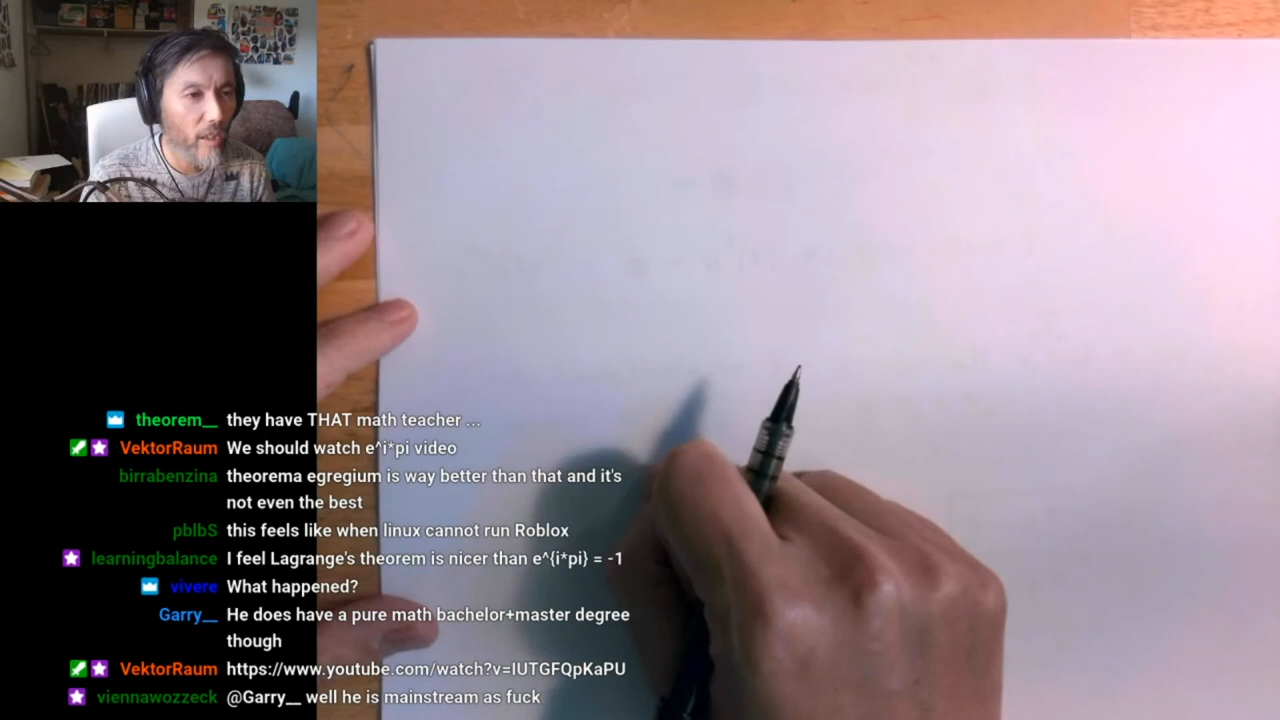 theorem__ they have THAT math teacher ...
VektorRaum We should watch e^i*pi video
birrabenzina theorema egregium is way better than that and it's
not even the best
pblbS this feels like when linux cannot run Roblox
learningbalance I feel Lagrange's theorem is nicer than e^{i*pi} = -1
vivere What happened?
Garry__ He does have a pure math bachelor+master degree
though
VektorRaum https://www.youtube.com/watch?v=IUTGFQpKaPU
viennawozzeck @Garry__ well he is mainstream as fuck